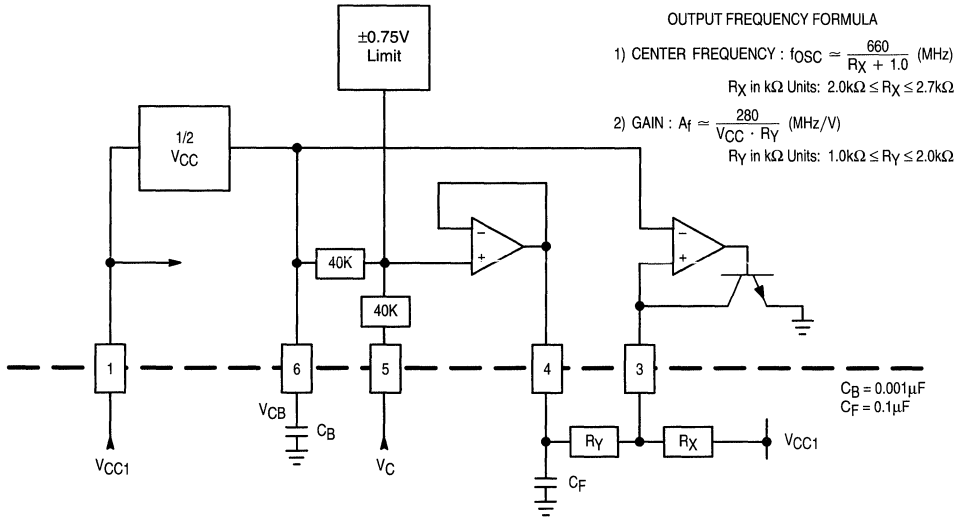 OUTPUT FREQUENCY FORMULA
±0.75V
Limit
1) CENTER FREQUENCY : fOSC ≃ 660 / RX + 1.0 (MHz)
RX in kΩ Units: 2.0kΩ ≤ RX ≤ 2.7kΩ
2) GAIN : Af ≃ 280 / VCC · RY (MHz/V)
RY in kΩ Units: 1.0kΩ ≤ RY ≤ 2.0kΩ
1/2
VCC
−
+
−
+
40K
40K
1
6
5
4
3
CB = 0.001μF
CF = 0.1μF
VCB
CB
VCC1
VC
CF
RY
RX
VCC1